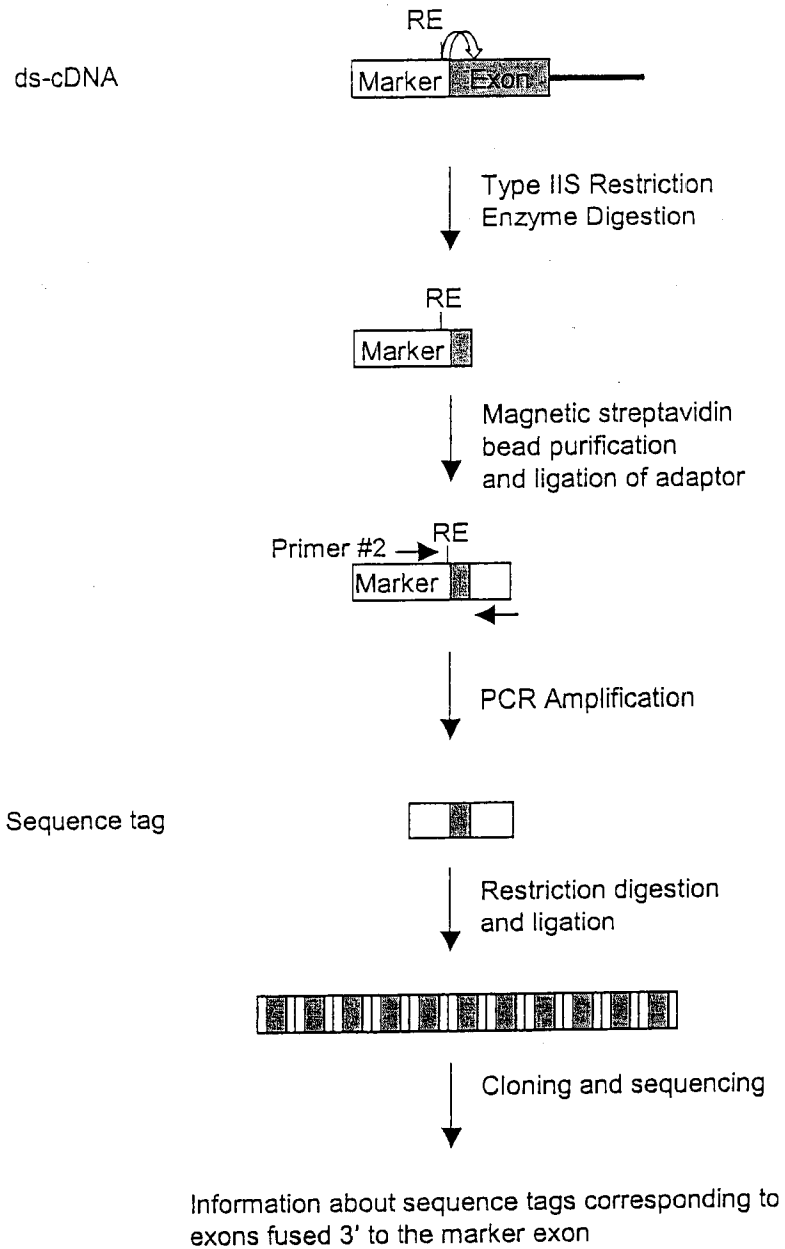 RE
ds-cDNA
Marker
Exon
Type IIS Restriction
Enzyme Digestion
RE
Marker
Magnetic streptavidin
bead purification
and ligation of adaptor
RE
Primer #2
Marker
PCR Amplification
Sequence tag
Restriction digestion
and ligation
Cloning and sequencing
Information about sequence tags corresponding to
exons fused 3' to the marker exon